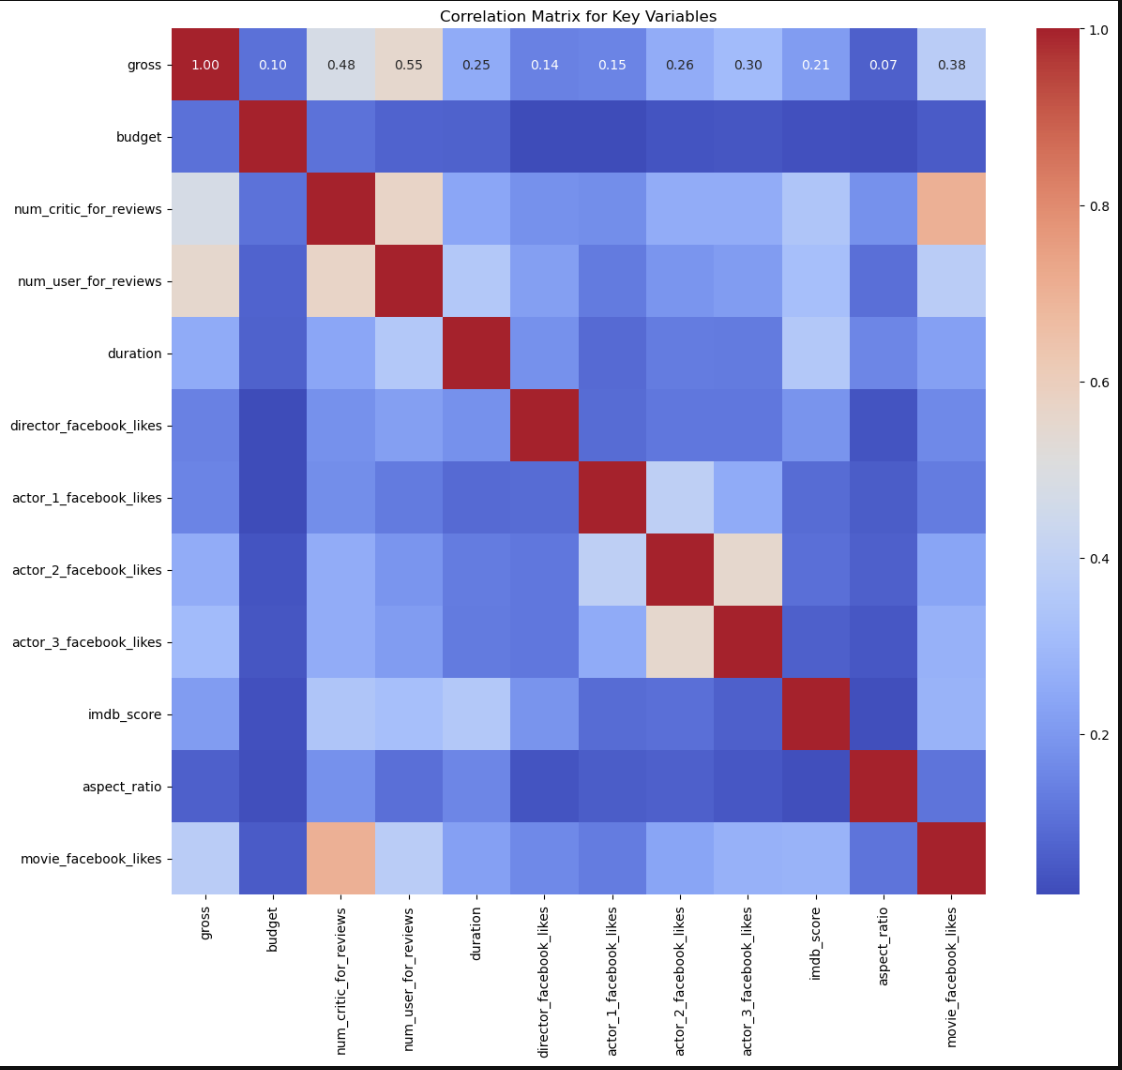 Correlation Matrix for Key Variables
gross 1.00 0.10 0.48 0.55 0.25 0.14 0.15 0.26 0.30 0.21 0.07 0.38
budget
num_critic_for_reviews
num_user_for_reviews
duration
director_facebook_likes
actor_1_facebook_likes
actor_2_facebook_likes
actor_3_facebook_likes
imdb_score
aspect_ratio
movie_facebook_likes
gross
budget
num_critic_for_reviews
num_user_for_reviews
duration
director_facebook_likes
actor_1_facebook_likes
actor_2_facebook_likes
actor_3_facebook_likes
imdb_score
aspect_ratio
movie_facebook_likes
1.0
0.8
0.6
0.4
0.2